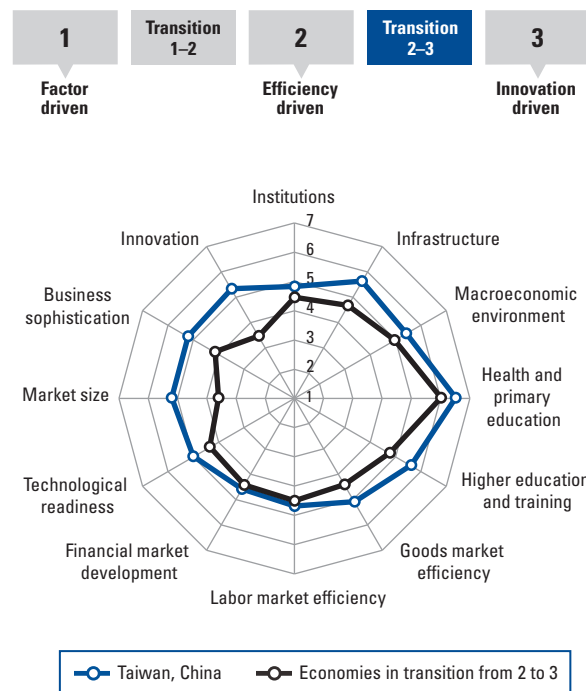 1
Transition
1–2
2
Transition
2–3
3
Factor
driven
Efficiency
driven
Innovation
driven
Institutions
7
Innovation
6
Infrastructure
5
Business
sophistication
4
Macroeconomic
environment
3
2
Market size
1
Health and
primary
education
Technological
readiness
Higher education
and training
Financial market
development
Goods market
efficiency
Labor market efficiency
Taiwan, China
Economies in transition from 2 to 3